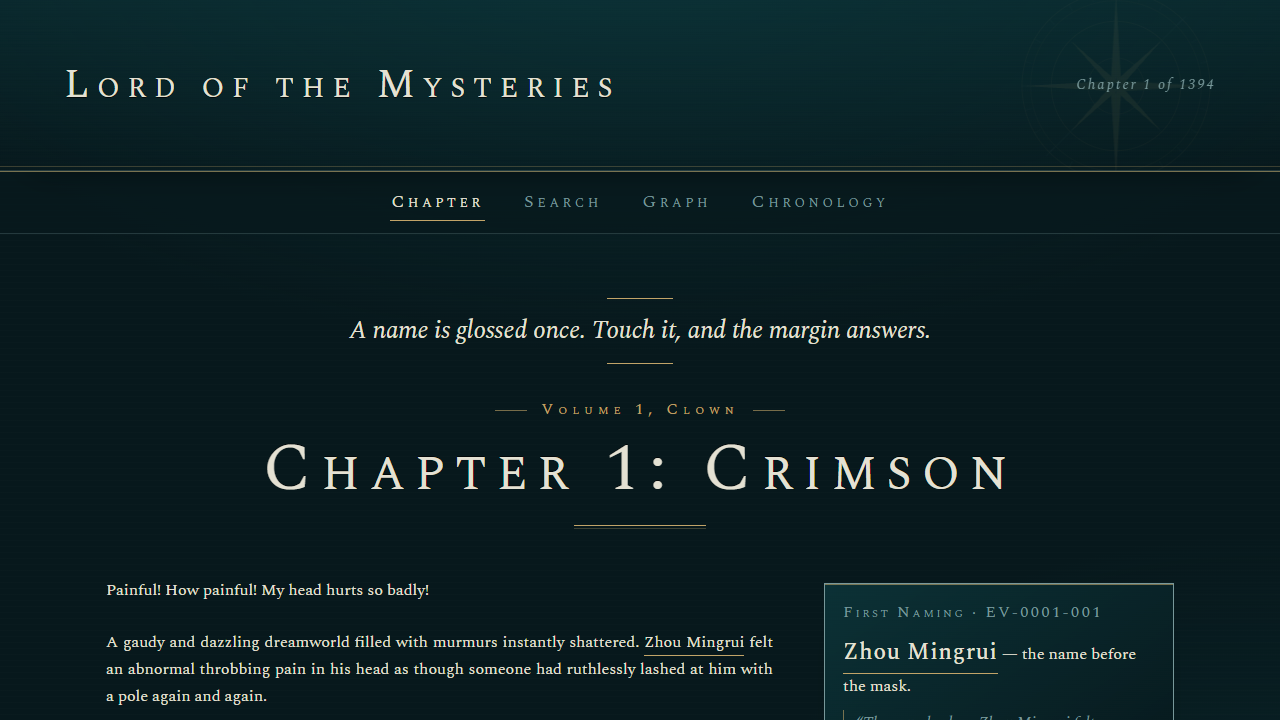 Lord of the Mysteries
Chapter 1 of 1394
Chapter Search Graph Chronology
A name is glossed once. Touch it, and the margin answers.
Volume 1, Clown
Chapter 1: Crimson
Painful! How painful! My head hurts so badly!
A gaudy and dazzling dreamworld filled with murmurs instantly shattered. Zhou Mingrui felt
an abnormal throbbing pain in his head as though someone had ruthlessly lashed at him with
a pole again and again.
First Naming · EV-0001-001
Zhou Mingrui — the name before
the mask.